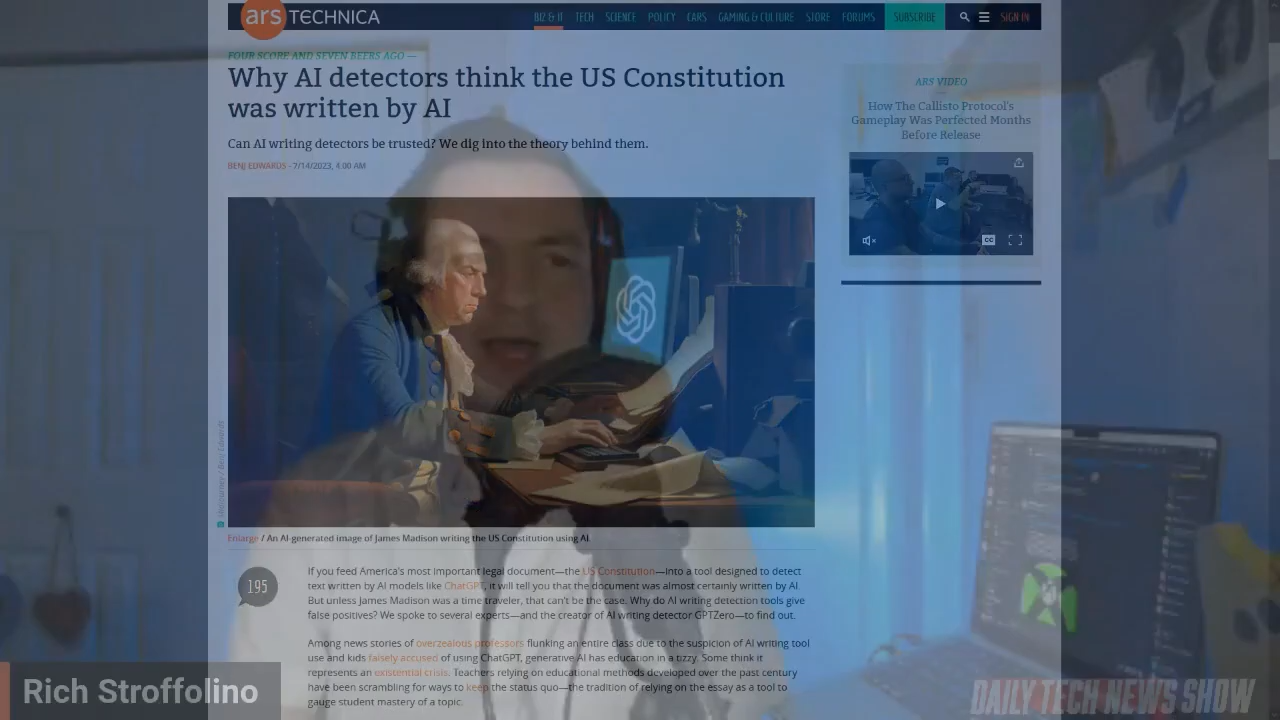 ars TECHNICA
BIZ & IT TECH SCIENCE POLICY CARS GAMING & CULTURE STORE FORUMS SUBSCRIBE SIGN IN
FOUR SCORE AND SEVEN BEERS AGO —
Why AI detectors think the US Constitution
was written by AI
Can AI writing detectors be trusted? We dig into the theory behind them.
BENJ EDWARDS - 7/14/2023, 4:00 AM
ARS VIDEO
How The Callisto Protocol's
Gameplay Was Perfected Months
Before Release
CC
Midjourney / Benj Edwards
Enlarge / An AI-generated image of James Madison writing the US Constitution using AI
195
If you feed America's most important legal document—the US Constitution—into a tool designed to detect
text written by AI models like ChatGPT, it will tell you that the document was almost certainly written by AI.
But unless James Madison was a time traveler, that can't be the case. Why do AI writing detection tools give
false positives? We spoke to several experts—and the creator of AI writing detector GPTZero—to find out.
Among news stories of overzealous professors flunking an entire class due to the suspicion of AI writing tool
use and kids falsely accused of using ChatGPT, generative AI has education in a tizzy. Some think it
represents an existential crisis. Teachers relying on educational methods developed over the past century
have been scrambling for ways to keep the status quo—the tradition of relying on the essay as a tool to
gauge student mastery of a topic.
Rich Stroffolino
DAILY TECH NEWS SHOW